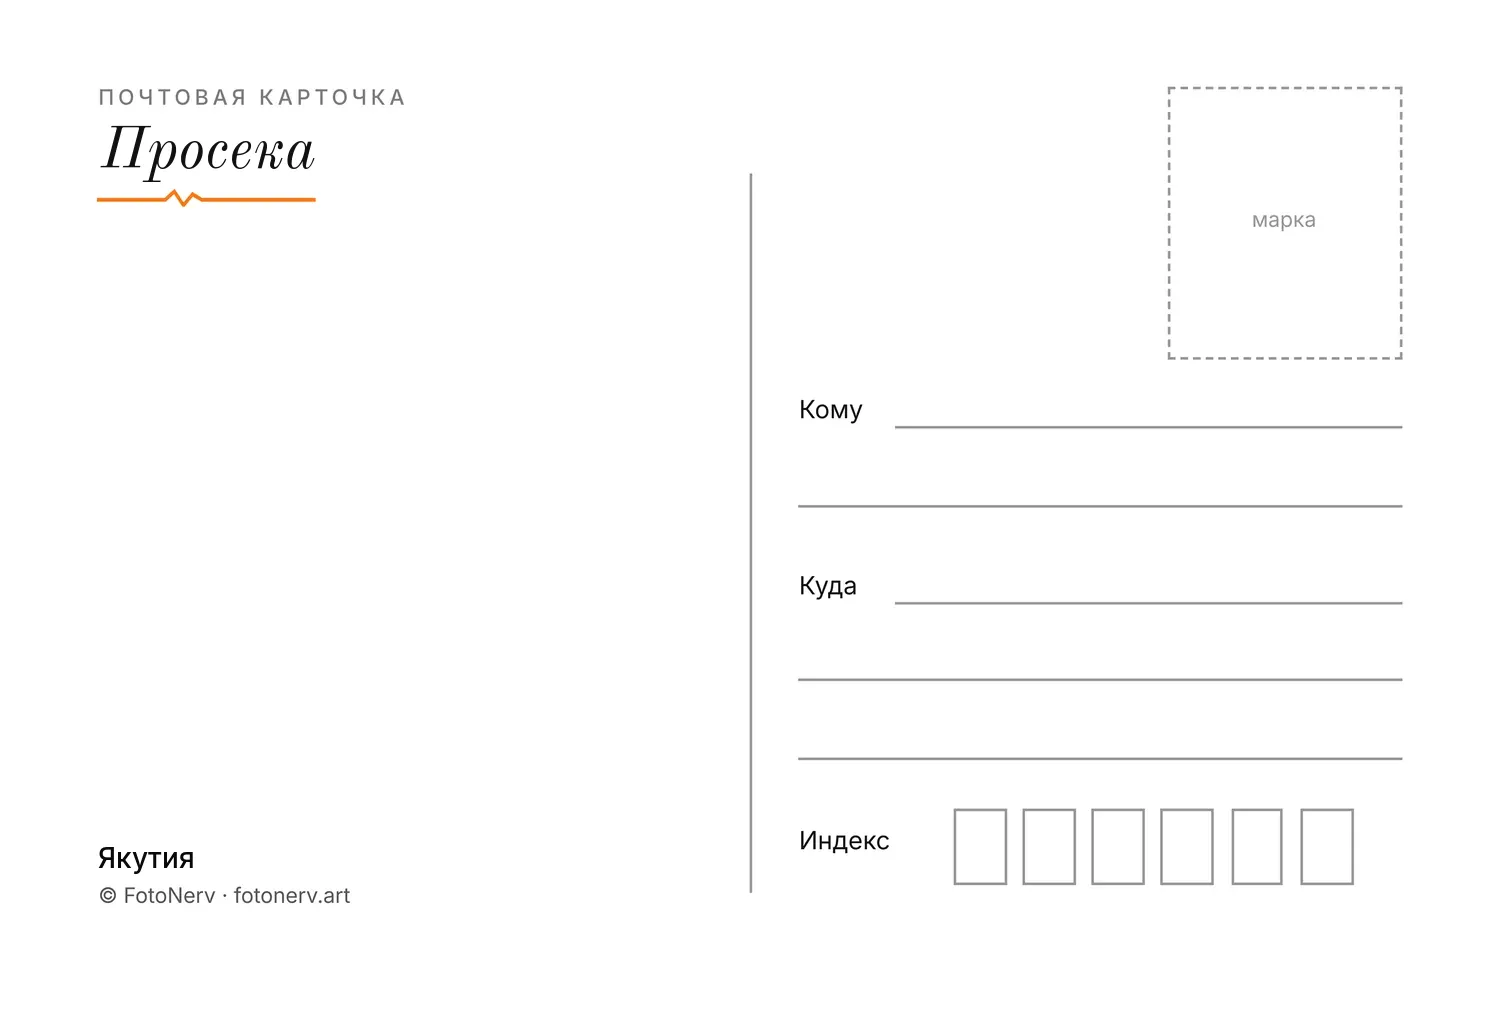 ПОЧТОВАЯ КАРТОЧКА
Просека
марка
Кому
Куда
Индекс
Якутия
© FotoNerv · fotonerv.art